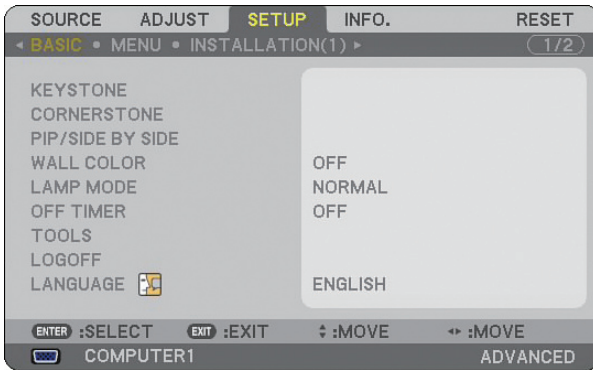 SOURCE ADJUST SETUP INFO. RESET
◂ BASIC • MENU • INSTALLATION(1) ▸ 1/2
KEYSTONE
CORNERSTONE
PIP/SIDE BY SIDE
WALL COLOR OFF
LAMP MODE NORMAL
OFF TIMER OFF
TOOLS
LOGOFF
LANGUAGE ENGLISH
ENTER :SELECT EXIT :EXIT :MOVE :MOVE
COMPUTER1 ADVANCED